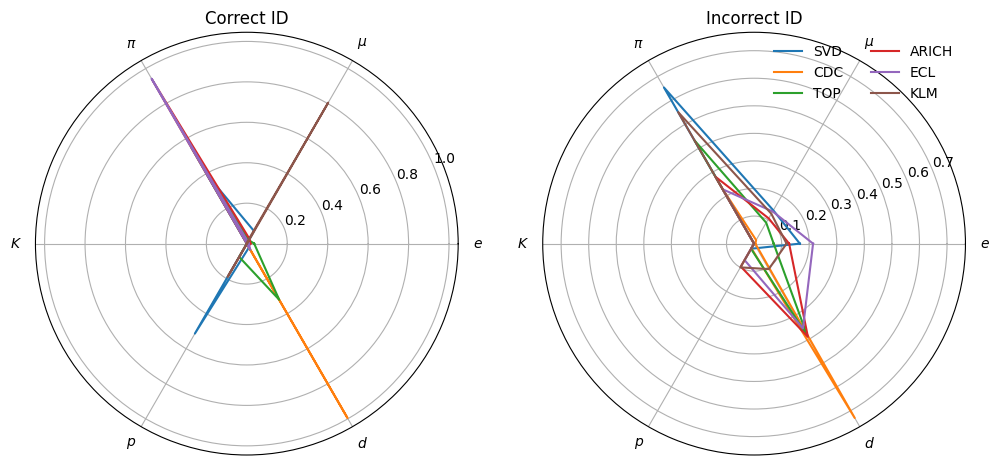 Correct ID
Incorrect ID
π
μ
K
e
p
d
0.2
0.4
0.6
0.8
1.0
π
μ
K
e
p
d
0.1
0.2
0.3
0.4
0.5
0.6
0.7
SVD
CDC
TOP
ARICH
ECL
KLM